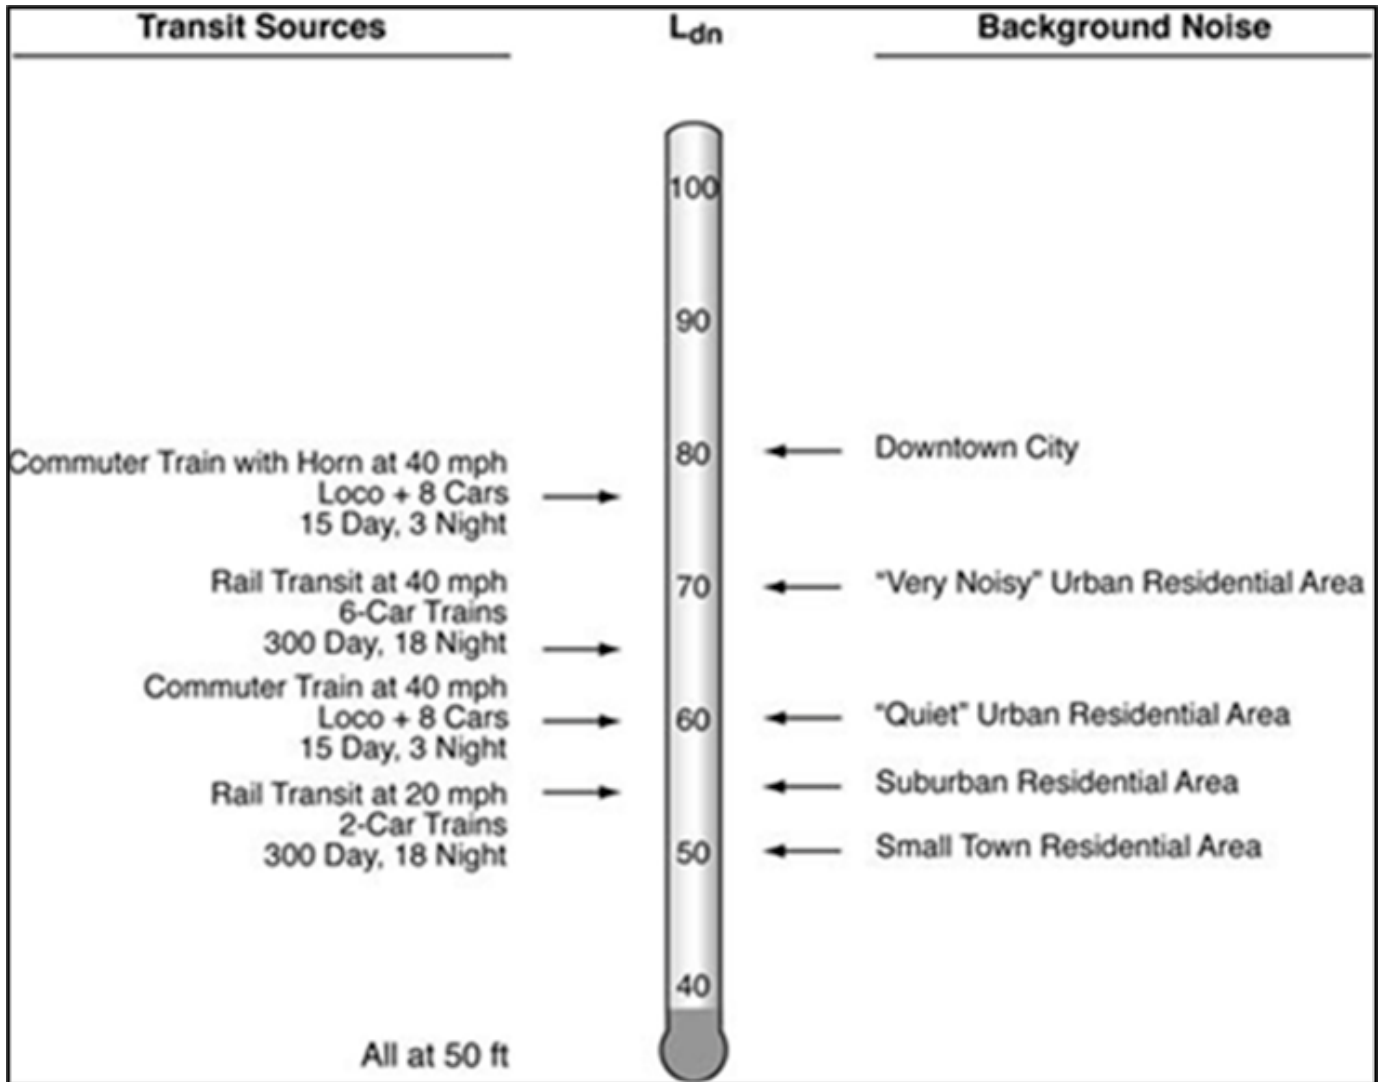 Transit Sources
Ldn
Background Noise
100
90
80
70
60
50
40
Commuter Train with Horn at 40 mph
Loco + 8 Cars
15 Day, 3 Night
Rail Transit at 40 mph
6-Car Trains
300 Day, 18 Night
Commuter Train at 40 mph
Loco + 8 Cars
15 Day, 3 Night
Rail Transit at 20 mph
2-Car Trains
300 Day, 18 Night
All at 50 ft
Downtown City
“Very Noisy” Urban Residential Area
“Quiet” Urban Residential Area
Suburban Residential Area
Small Town Residential Area